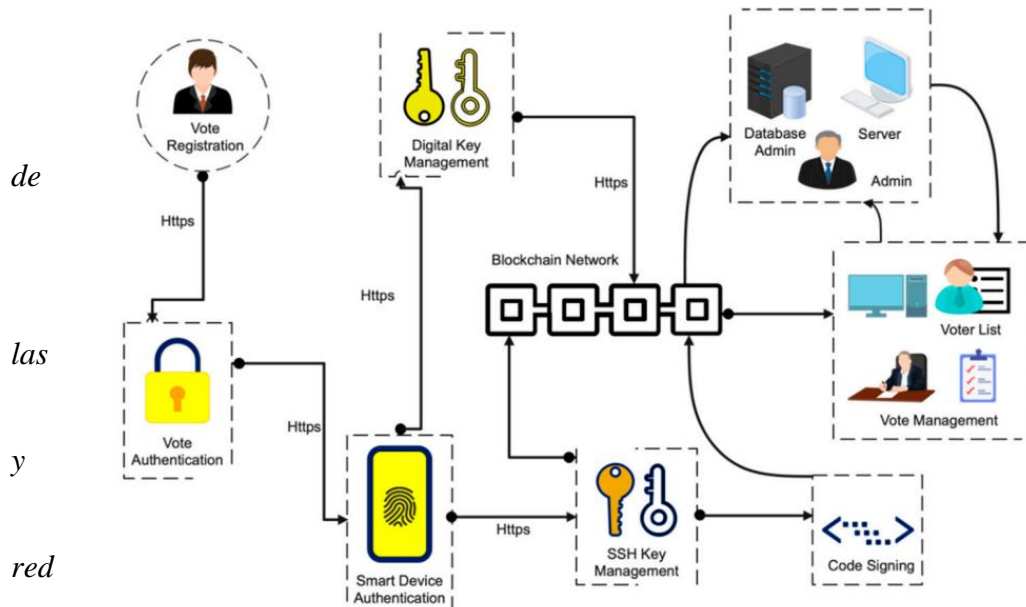 de
las
y
red
Vote
Registration
Https
Vote
Authentication
Https
Smart Device
Authentication
Https
Digital Key
Management
Https
Https
SSH Key
Management
Blockchain Network
Code Signing
Database
Admin
Server
Admin
Voter List
Vote Management